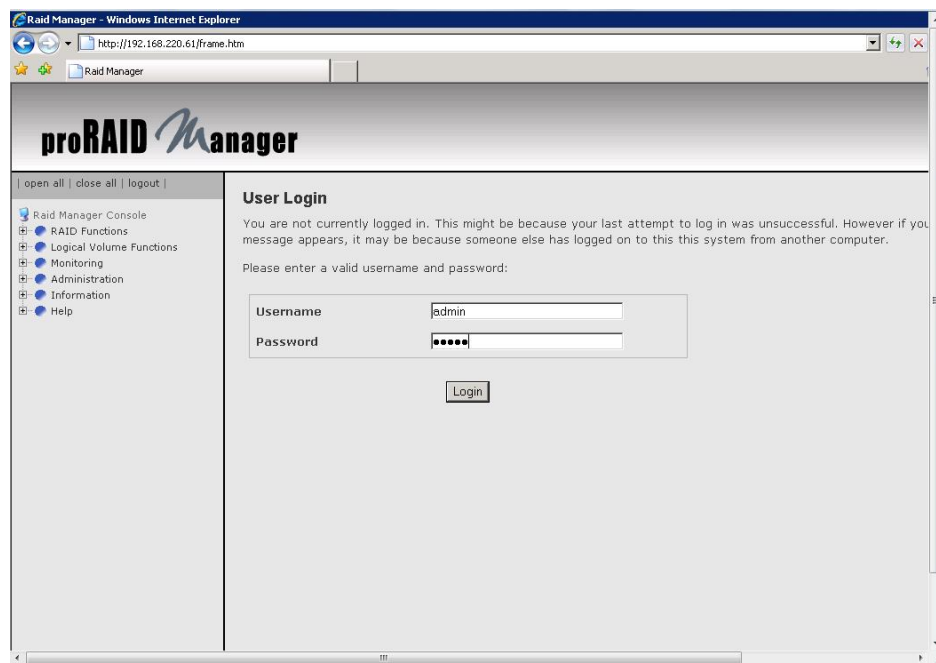 Raid Manager - Windows Internet Explorer
http://192.168.220.61/frame.htm
Raid Manager
proRAID Manager
| open all | close all | logout |
Raid Manager Console
RAID Functions
Logical Volume Functions
Monitoring
Administration
Information
Help
User Login
You are not currently logged in. This might be because your last attempt to log in was unsuccessful. However if you
message appears, it may be because someone else has logged on to this this system from another computer.
Please enter a valid username and password:
Username admin
Password •••••
Login